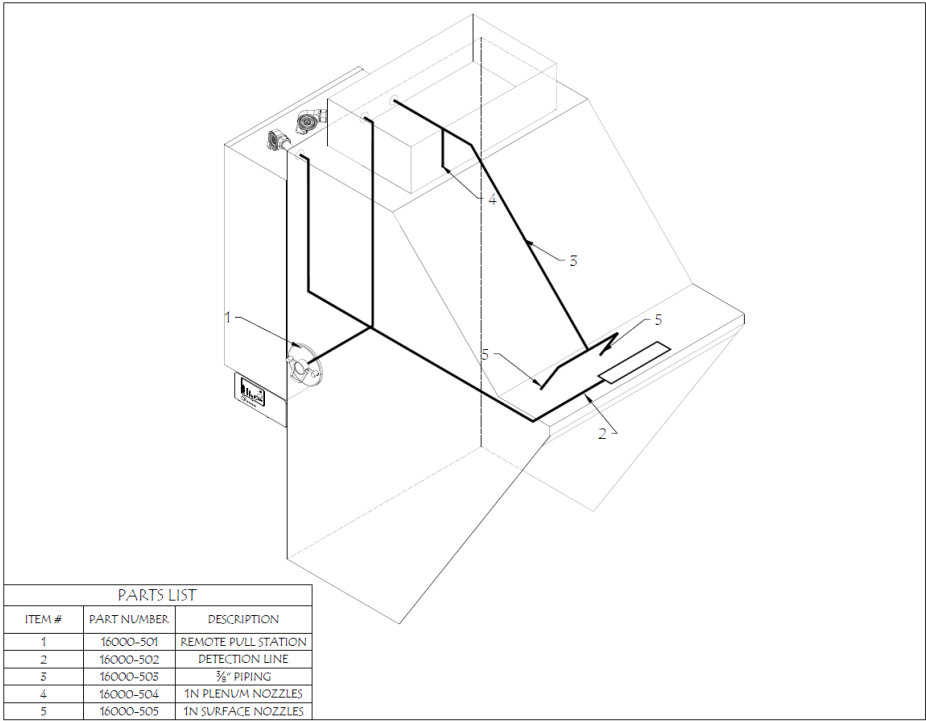 4
3
1
5
5
2
PARTS LIST
ITEM # PART NUMBER DESCRIPTION
1 16000-501 REMOTE PULL STATION
2 16000-502 DETECTION LINE
3 16000-503 ⅜" PIPING
4 16000-504 1N PLENUM NOZZLES
5 16000-505 1N SURFACE NOZZLES